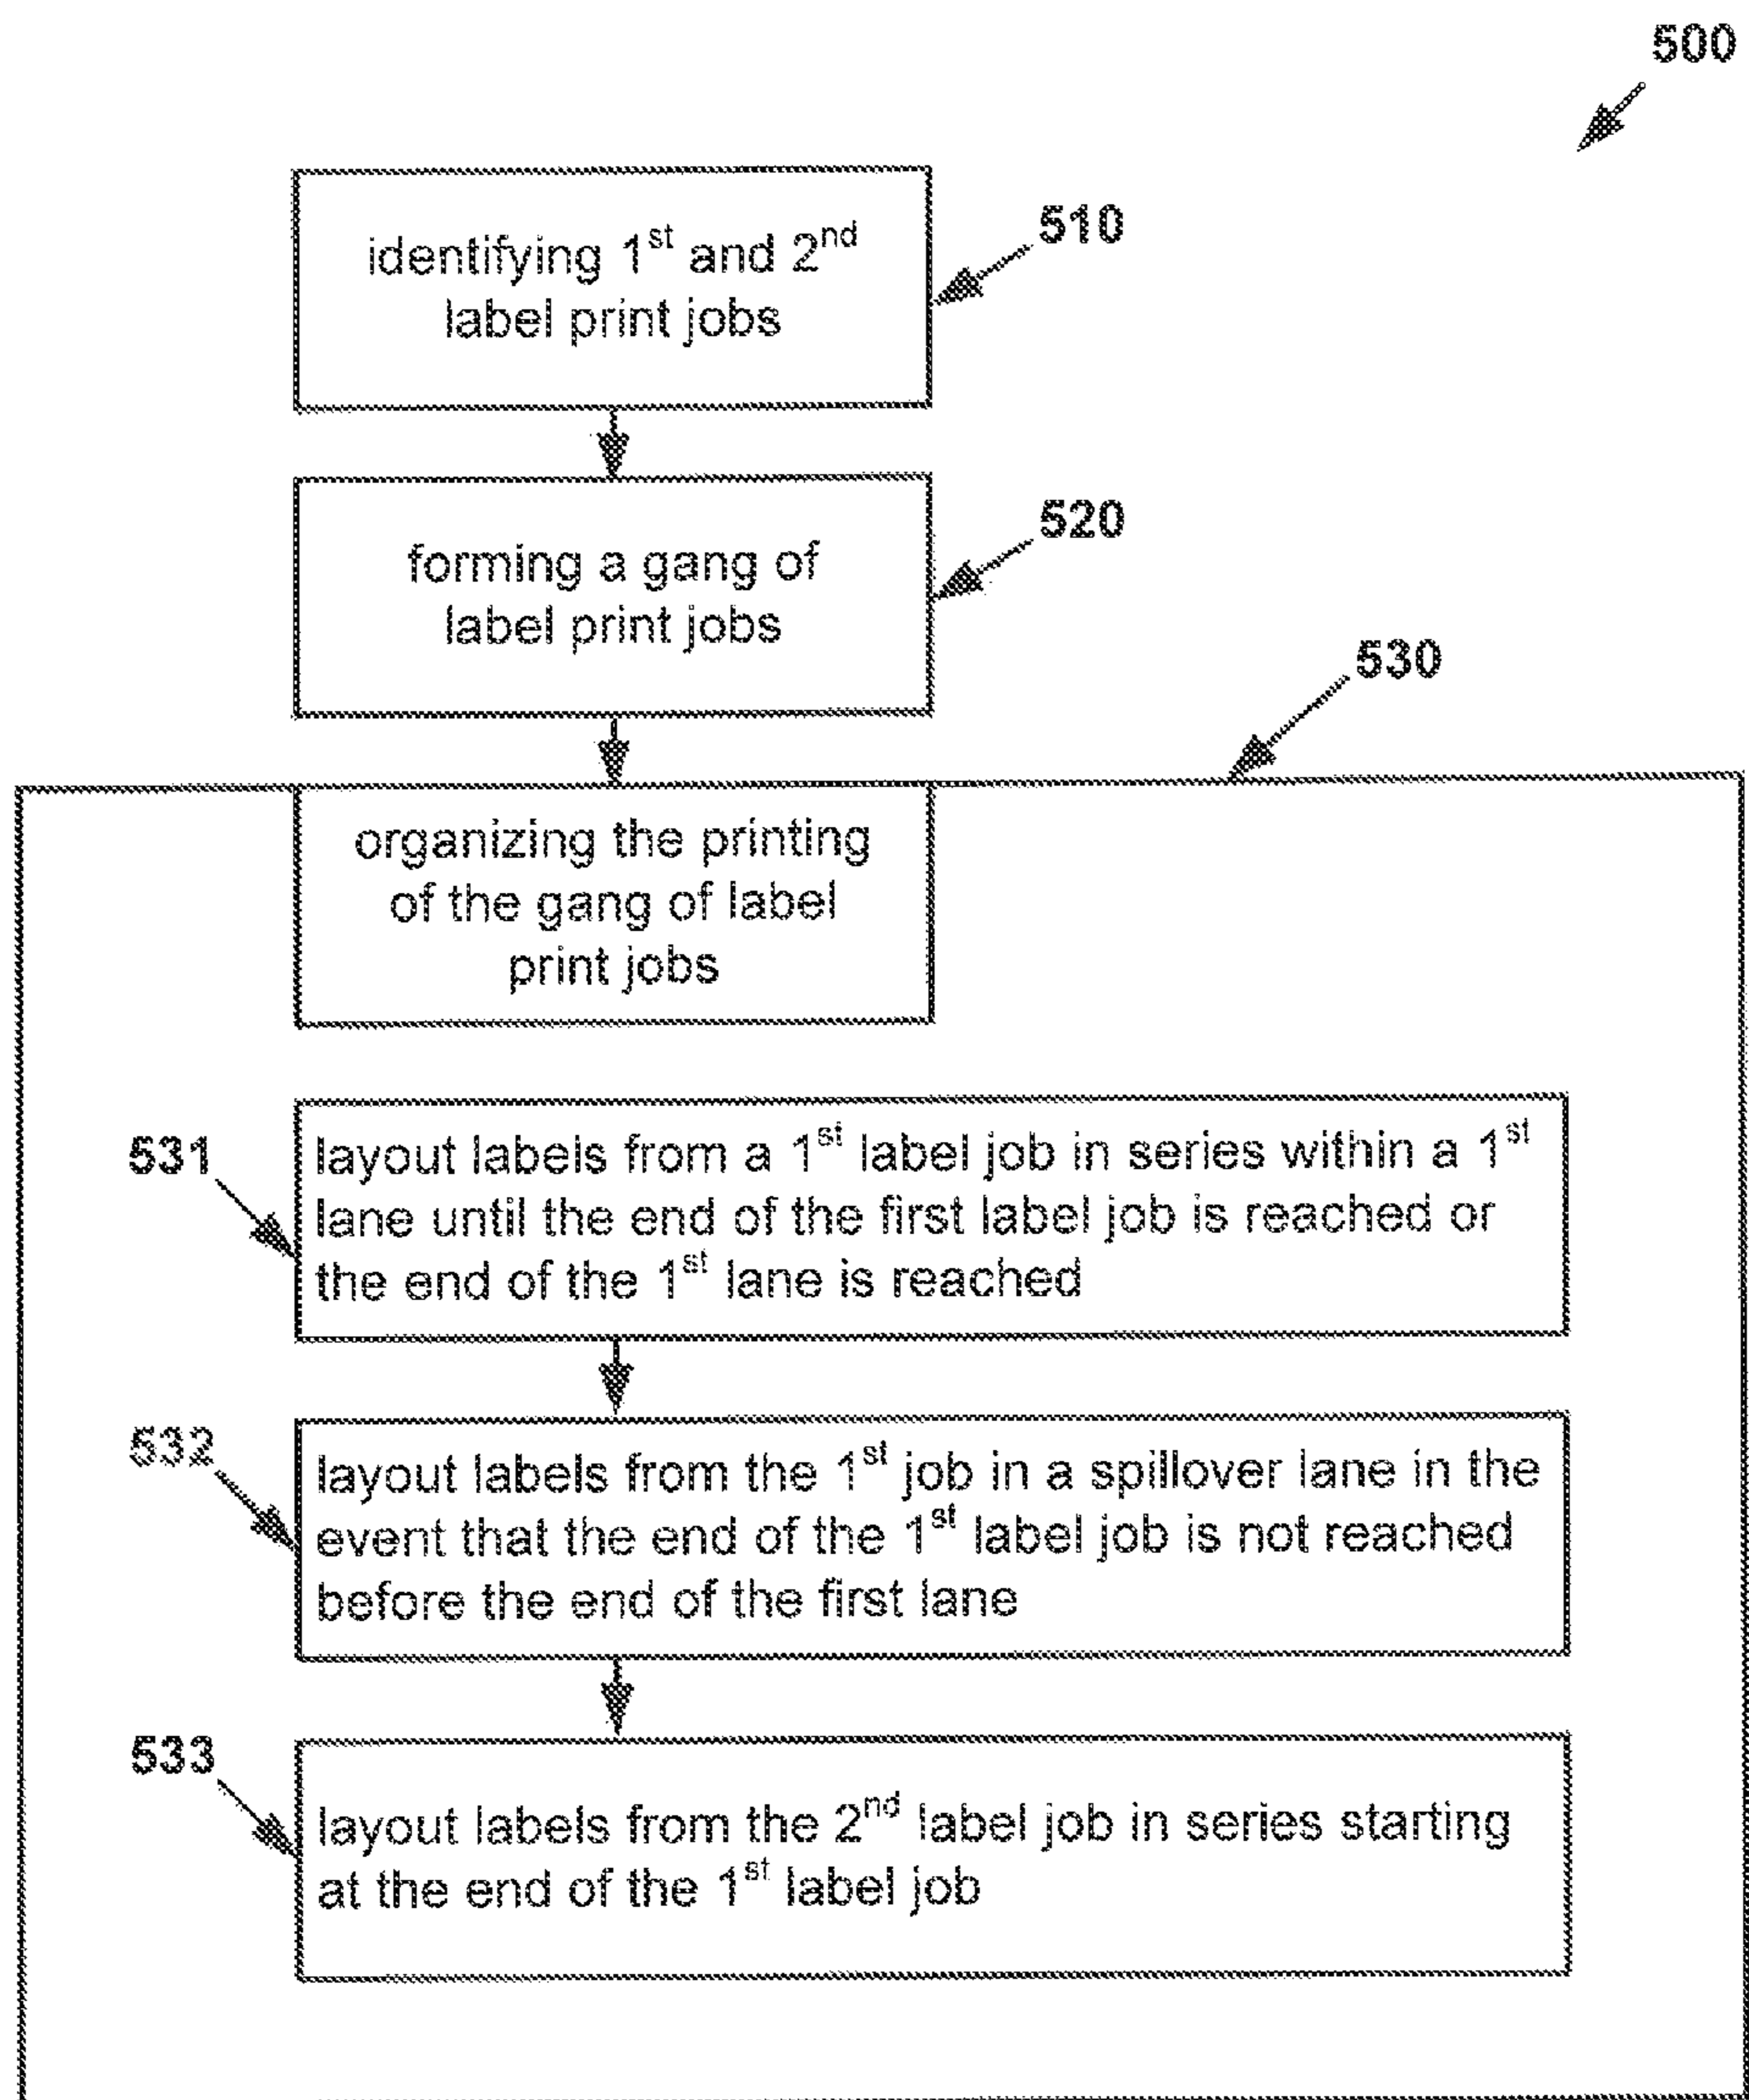 500
identifying 1st and 2nd
label print jobs
510
forming a gang of
label print jobs
520
530
organizing the printing
of the gang of label
print jobs
531
layout labels from a 1st label job in series within a 1st
lane until the end of the first label job is reached or
the end of the 1st lane is reached
532
layout labels from the 1st job in a spillover lane in the
event that the end of the 1st label job is not reached
before the end of the first lane
533
layout labels from the 2nd label job in series starting
at the end of the 1st label job